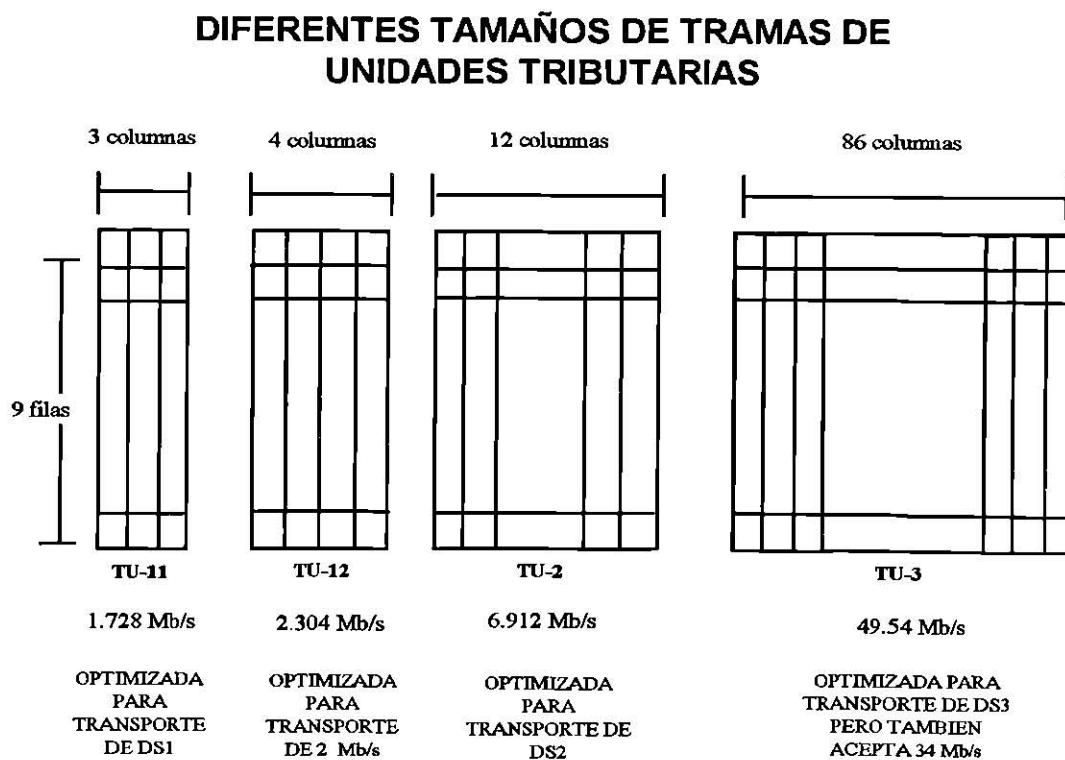 DIFERENTES TAMAÑOS DE TRAMAS DE
UNIDADES TRIBUTARIAS
3 columnas
4 columnas
12 columnas
86 columnas
9 filas
TU-11
TU-12
TU-2
TU-3
1.728 Mb/s
2.304 Mb/s
6.912 Mb/s
49.54 Mb/s
OPTIMIZADA
PARA
TRANSPORTE
DE DS1
OPTIMIZADA
PARA
TRANSPORTE
DE 2 Mb/s
OPTIMIZADA
PARA
TRANSPORTE DE
DS2
OPTIMIZADA PARA
TRANSPORTE DE DS3
PERO TAMBIEN
ACEPTA 34 Mb/s